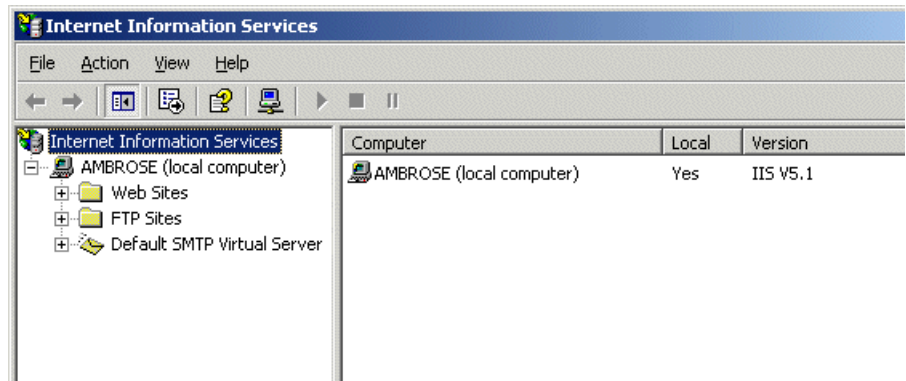 Internet Information Services
File Action View Help
Internet Information Services
AMBROSE (local computer)
Web Sites
FTP Sites
Default SMTP Virtual Server
Computer Local Version
AMBROSE (local computer) Yes IIS V5.1